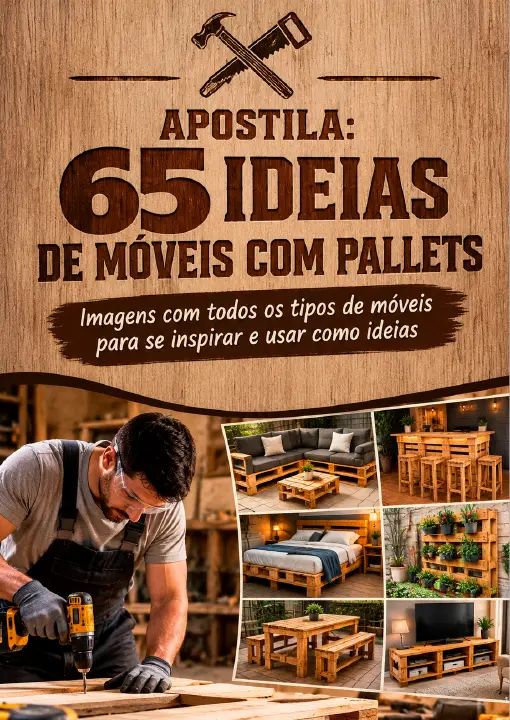 APOSTILA:
65 IDEIAS
DE MÓVEIS COM PALLETS
Imagens com todos os tipos de móveis
para se inspirar e usar como ideias